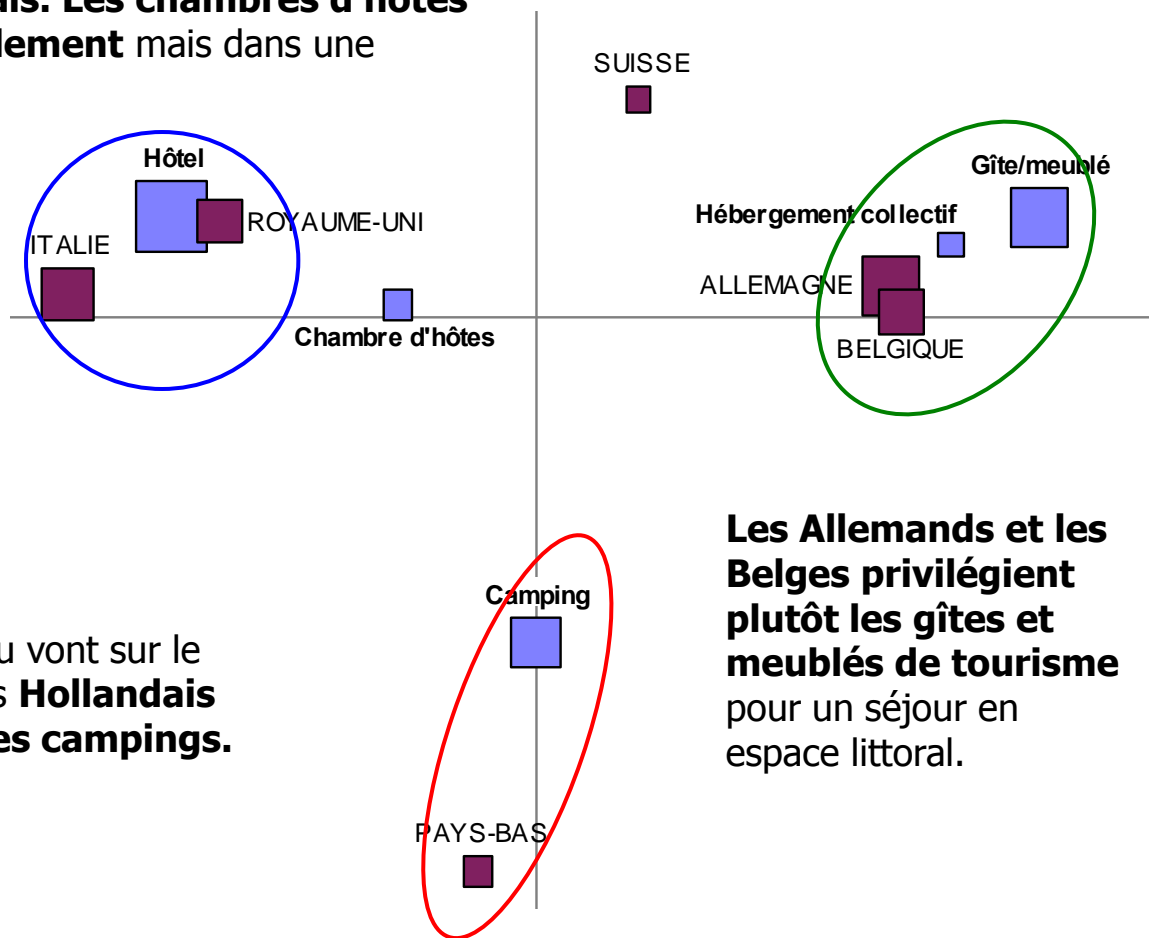 ais. Les chambres d'hôtes
lement mais dans une
SUISSE
Hôtel
Gîte/meublé
Hébergement collectif
ROYAUME-UNI
ITALIE
ALLEMAGNE
Chambre d'hôtes
BELGIQUE
Les Allemands et les
Belges privilégient
plutôt les gîtes et
meublés de tourisme
pour un séjour en
espace littoral.
Camping
u vont sur le
s Hollandais
es campings.
PAYS-BAS